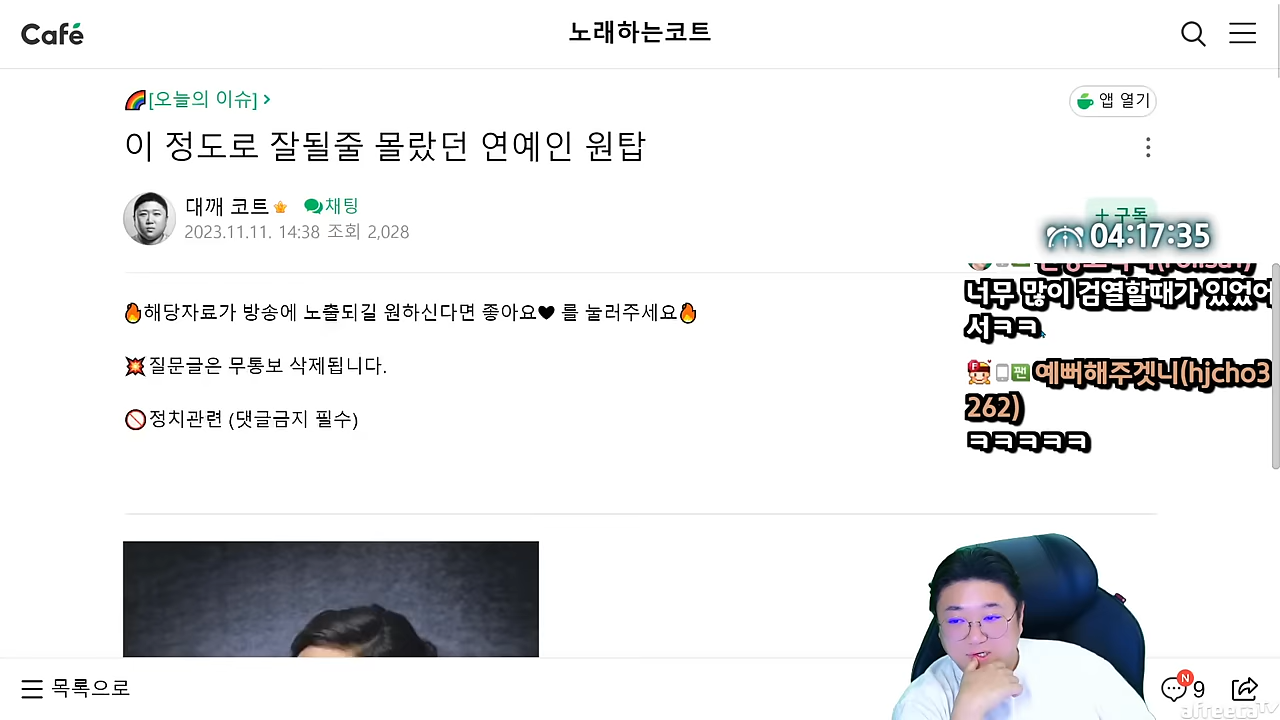 Café
노래하는코트
[오늘의 이슈] >
앱 열기
이 정도로 잘될줄 몰랐던 연예인 원탑
대깨 코트
채팅
2023.11.11. 14:38 조회 2,028
+ 구독
04:17:35
해당자료가 방송에 노출되길 원하신다면 좋아요🖤 를 눌러주세요
너무 많이 검열할때가 있었어
서ㅋㅋ
질문글은 무통보 삭제됩니다.
F
팬
예뻐해주겟니(hjcho3
262)
ㅋㅋㅋㅋㅋ
정치관련 (댓글금지 필수)
목록으로
N
9
afreecaTV